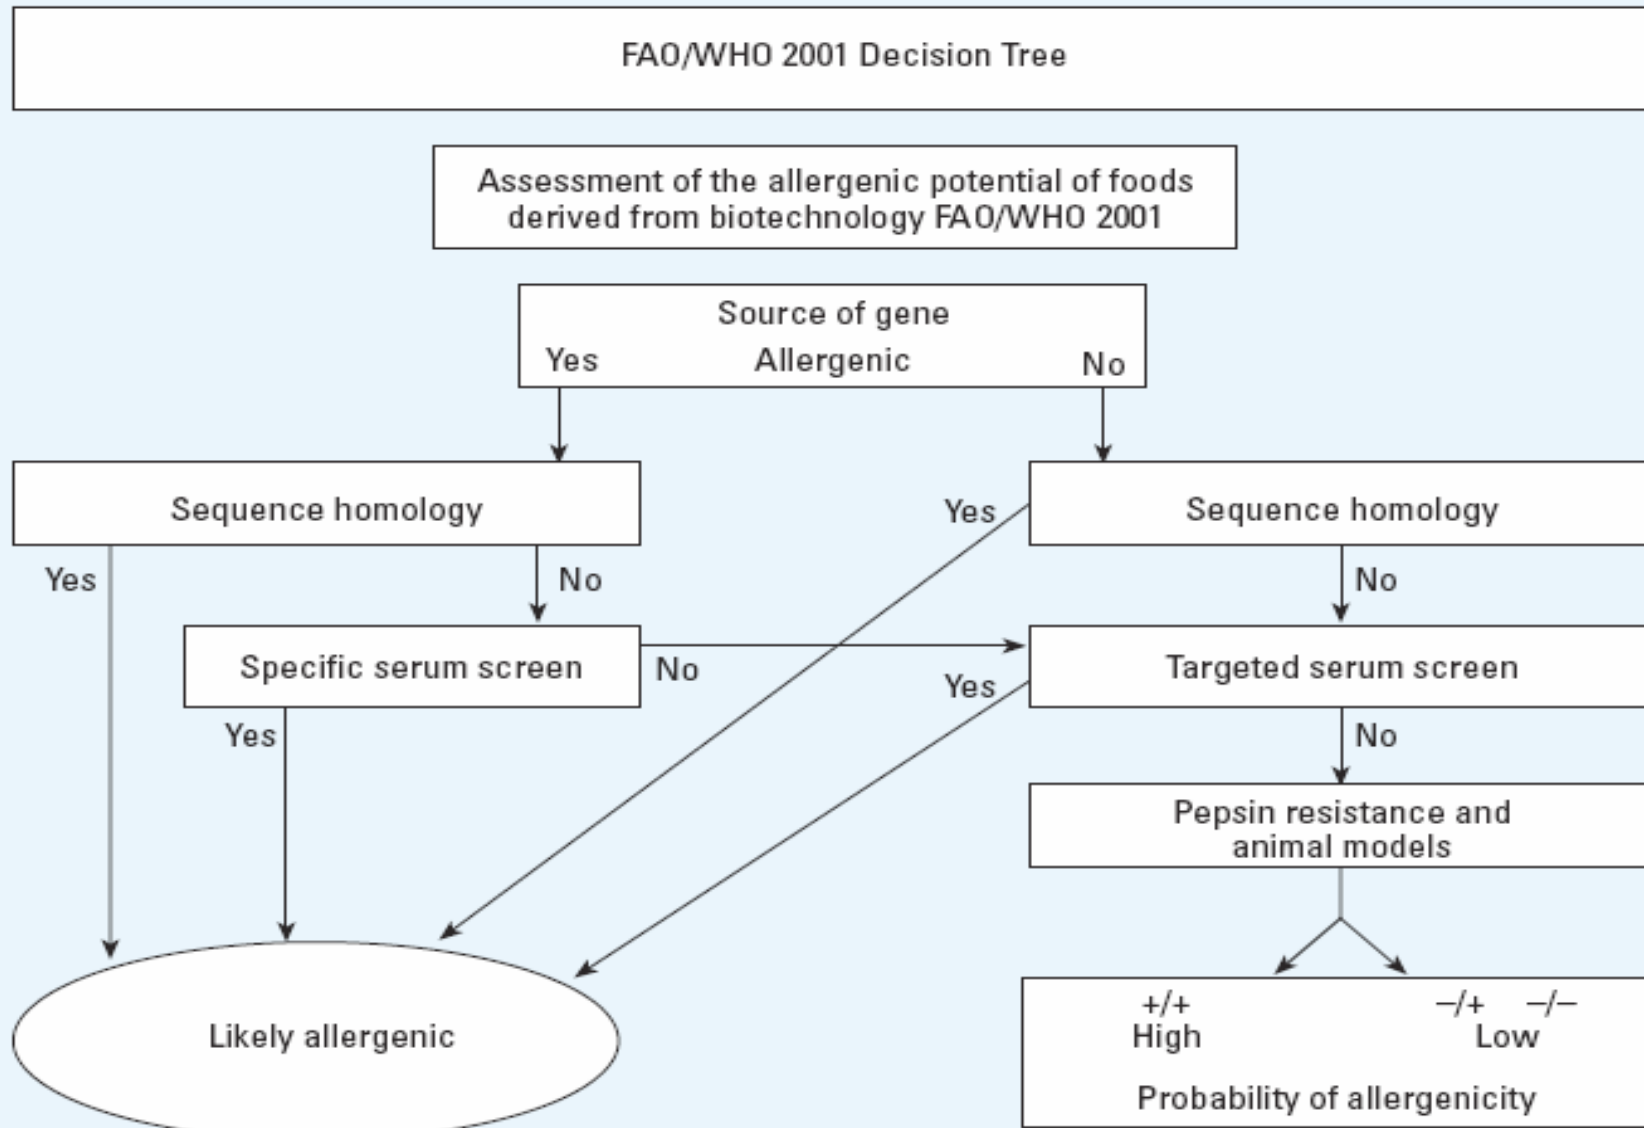 FAO/WHO 2001 Decision Tree
Assessment of the allergenic potential of foods
derived from biotechnology FAO/WHO 2001
Source of gene
Yes Allergenic No
Sequence homology
Yes
Sequence homology
Yes
No
No
Specific serum screen
No
Yes
Targeted serum screen
Yes
No
Pepsin resistance and
animal models
Likely allergenic
+/+ –/+ –/–
High Low
Probability of allergenicity